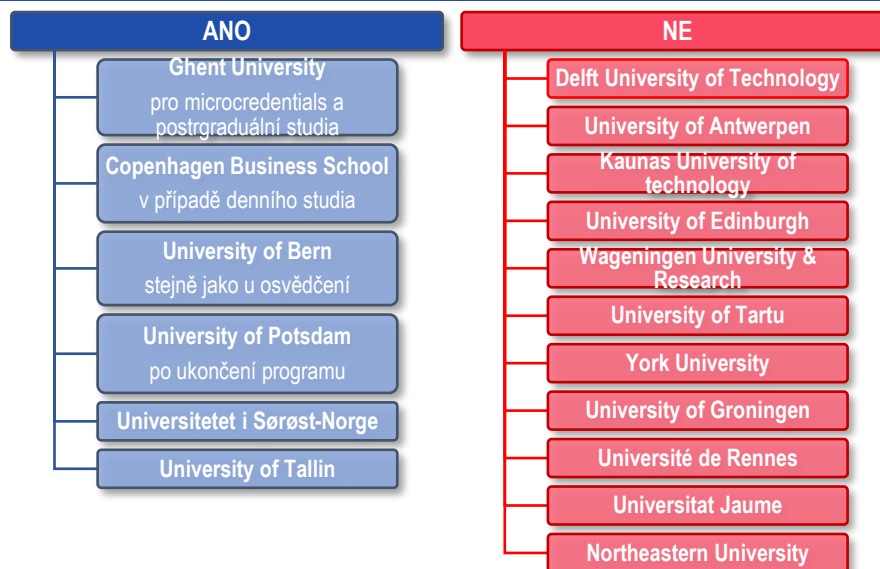 ANO
Ghent University
pro microcredentials a
postrgraduální studia
Copenhagen Business School
v případě denního studia
University of Bern
stejně jako u osvědčení
University of Potsdam
po ukončení programu
Universitetet i Sørøst-Norge
University of Tallin
NE
Delft University of Technology
University of Antwerpen
Kaunas University of
technology
University of Edinburgh
Wageningen University &
Research
University of Tartu
York University
University of Groningen
Université de Rennes
Universitat Jaume
Northeastern University